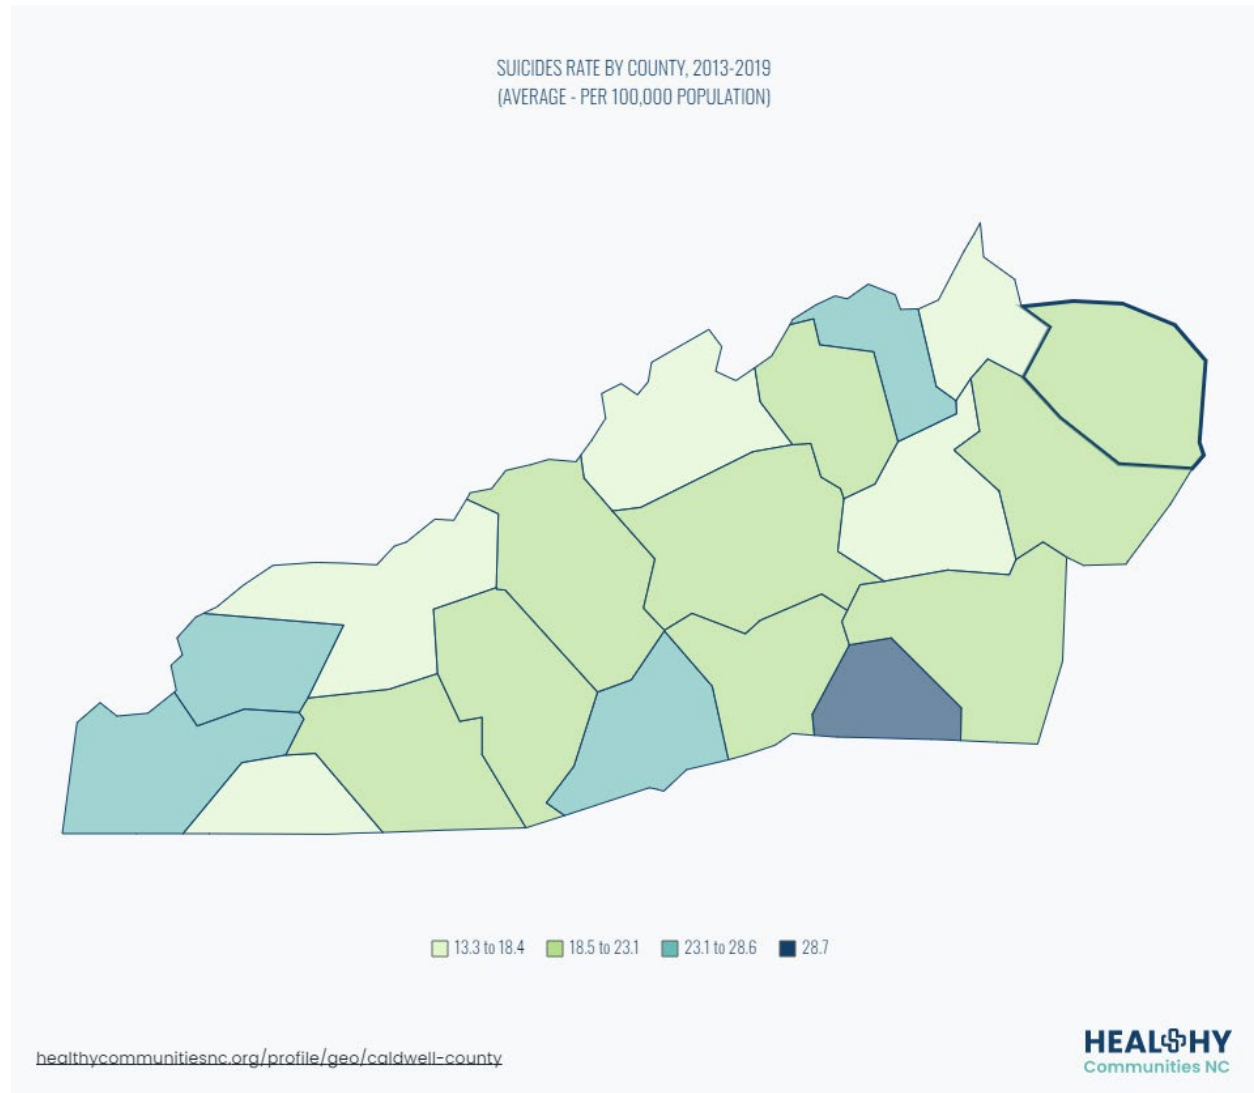 SUICIDES RATE BY COUNTY, 2013-2019
(AVERAGE - PER 100,000 POPULATION)
13.3 to 18.4 18.5 to 23.1 23.1 to 28.6 28.7
healthycommunitiesnc.org/profile/geo/caldwell-county
HEALTHY
Communities NC